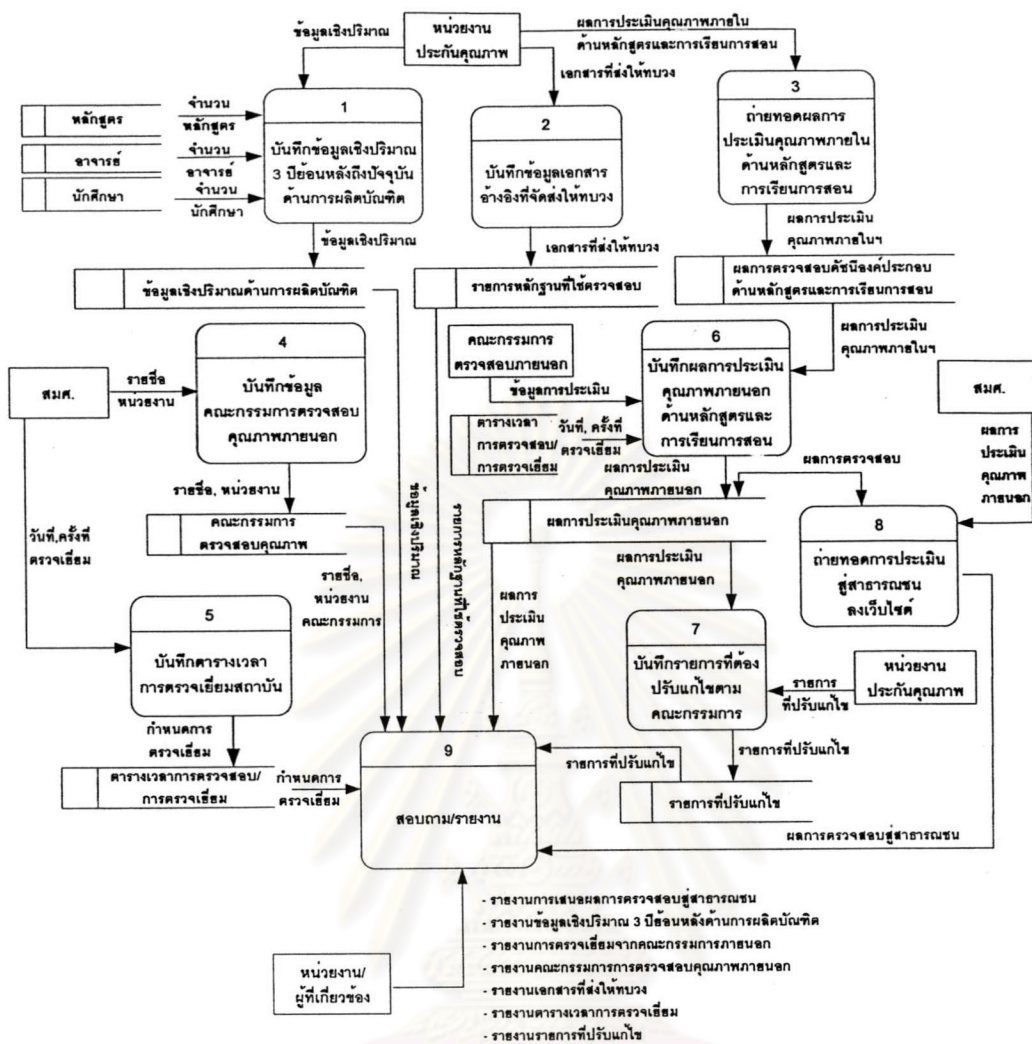 หน่วยงาน
ประกันคุณภาพ
ข้อมูลเชิงปริมาณ
ผลการประเมินคุณภาพภายใน
ด้านหลักสูตรและการเรียนการสอน
เอกสารที่ส่งให้ทบวง
หลักสูตร
จำนวน
หลักสูตร
อาจารย์
จำนวน
อาจารย์
นักศึกษา
จำนวน
นักศึกษา
1
บันทึกข้อมูลเชิงปริมาณ
3 ปีย้อนหลังถึงปัจจุบัน
ด้านการผลิตบัณฑิต
2
บันทึกข้อมูลเอกสาร
อ้างอิงที่จัดส่งให้ทบวง
3
ถ่ายทอดผลการ
ประเมินคุณภาพภายใน
ด้านหลักสูตรและ
การเรียนการสอน
ข้อมูลเชิงปริมาณ
เอกสารที่ส่งให้ทบวง
ผลการประเมิน
คุณภาพภายในฯ
ข้อมูลเชิงปริมาณด้านการผลิตบัณฑิต
รายการหลักฐานที่ใช้ตรวจสอบ
ผลการตรวจสอบดัชนีองค์ประกอบ
ด้านหลักสูตรและการเรียนการสอน
สมศ.
รายชื่อ
หน่วยงาน
4
บันทึกข้อมูล
คณะกรรมการตรวจสอบ
คุณภาพภายนอก
คณะกรรมการ
ตรวจสอบภายนอก
ข้อมูลการประเมิน
ตารางเวลา
การตรวจสอบ/
การตรวจเยี่ยม
วันที่, ครั้งที่
ตรวจเยี่ยม
6
บันทึกผลการประเมิน
คุณภาพภายนอก
ด้านหลักสูตรและ
การเรียนการสอน
ผลการประเมิน
คุณภาพภายในฯ
สมศ.
ผลการ
ประเมิน
คุณภาพ
ภายนอก
รายชื่อ, หน่วยงาน
คณะกรรมการ
ตรวจสอบคุณภาพ
ผลการประเมิน
คุณภาพภายนอก
ผลการตรวจสอบ
ผลการประเมินคุณภาพภายนอก
8
ถ่ายทอดการประเมิน
สู่สาธารณชน
ลงเว็บไซต์
วันที่,ครั้งที่
ตรวจเยี่ยม
5
บันทึกตารางเวลา
การตรวจเยี่ยมสถาบัน
รายชื่อ,
หน่วยงาน
คณะกรรมการ
ข้อมูลเชิงปริมาณ
รายการหลักฐานที่ใช้ตรวจสอบ
ผลการ
ประเมิน
คุณภาพ
ภายนอก
ผลการประเมิน
คุณภาพภายนอก
7
บันทึกรายการที่ต้อง
ปรับแก้ไขตาม
คณะกรรมการ
รายการ
ที่ปรับแก้ไข
หน่วยงาน
ประกันคุณภาพ
กำหนดการ
ตรวจเยี่ยม
ตารางเวลาการตรวจสอบ/
การตรวจเยี่ยม
กำหนดการ
ตรวจเยี่ยม
9
สอบถาม/รายงาน
รายการที่ปรับแก้ไข
รายการที่ปรับแก้ไข
รายการที่ปรับแก้ไข
ผลการตรวจสอบสู่สาธารณชน
หน่วยงาน/
ผู้ที่เกี่ยวข้อง
- รายงานการเสนอผลการตรวจสอบสู่สาธารณชน
- รายงานข้อมูลเชิงปริมาณ 3 ปีย้อนหลังด้านการผลิตบัณฑิต
- รายงานการตรวจเยี่ยมจากคณะกรรมการภายนอก
- รายงานคณะกรรมการการตรวจสอบคุณภาพภายนอก
- รายงานเอกสารที่ส่งให้ทบวง
- รายงานตารางเวลาการตรวจเยี่ยม
- รายงานรายการที่ปรับแก้ไข